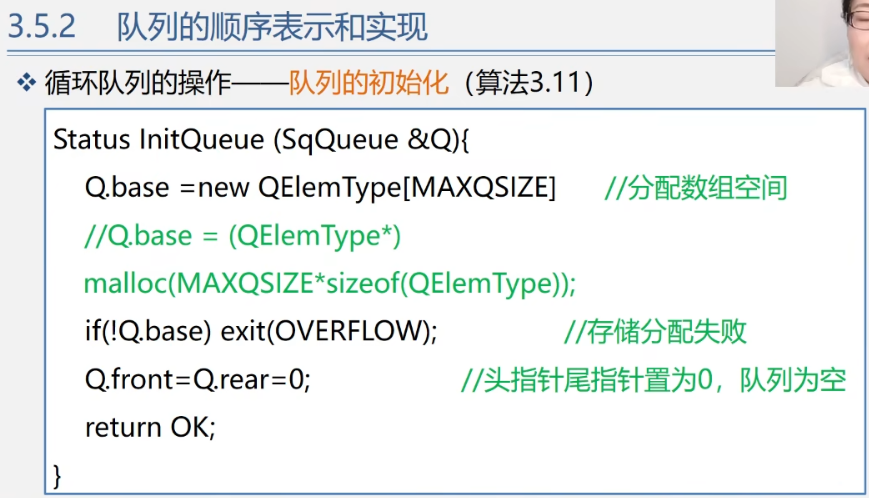 3.5.2 队列的顺序表示和实现
❖ 循环队列的操作——队列的初始化（算法3.11）
Status InitQueue (SqQueue &Q){
Q.base =new QElemType[MAXQSIZE] //分配数组空间
//Q.base = (QElemType*)
malloc(MAXQSIZE*sizeof(QElemType));
if(!Q.base) exit(OVERFLOW); //存储分配失败
Q.front=Q.rear=0; //头指针尾指针置为0，队列为空
return OK;
}